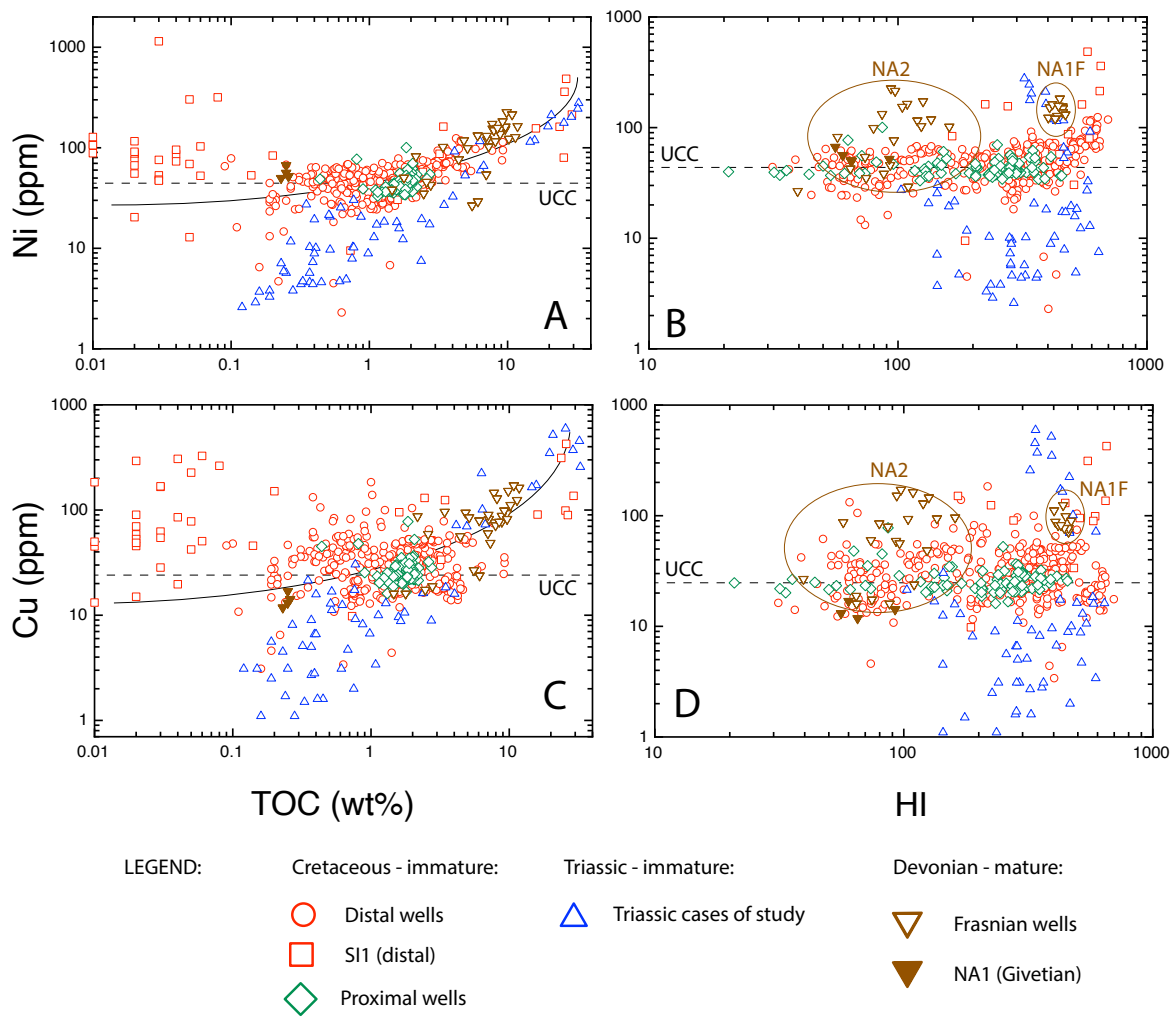 1000
100
10
1
Ni (ppm)
UCC
A
0.01
0.1
1
10
1000
100
10
1
NA2
NA1F
UCC
B
10
100
1000
1000
100
10
1
Cu (ppm)
UCC
C
0.01
0.1
1
10
TOC (wt%)
1000
100
10
1
NA2
NA1F
UCC
D
10
100
1000
HI
LEGEND:
Cretaceous - immature:
Distal wells
SI1 (distal)
Proximal wells
Triassic - immature:
Triassic cases of study
Devonian - mature:
Frasnian wells
NA1 (Givetian)